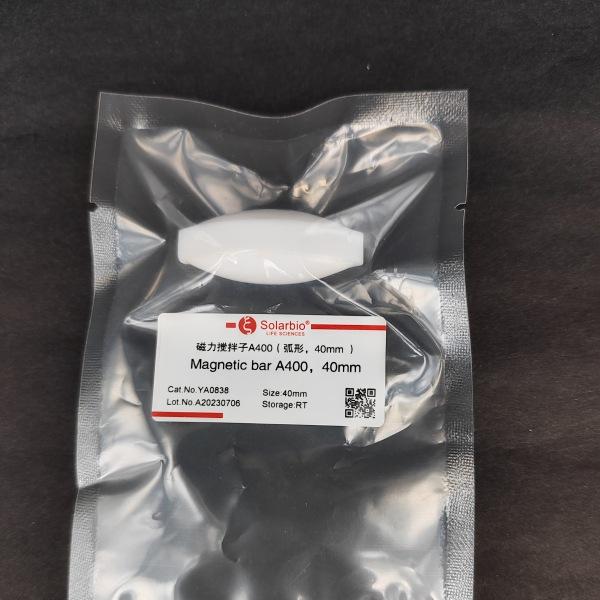 Solarbio®
LIFE SCIENCES
磁力搅拌子A400（弧形，40mm ）
Magnetic bar A400，40mm
Cat.No.YA0838 Size:40mm
Lot.No.A20230706 Storage:RT